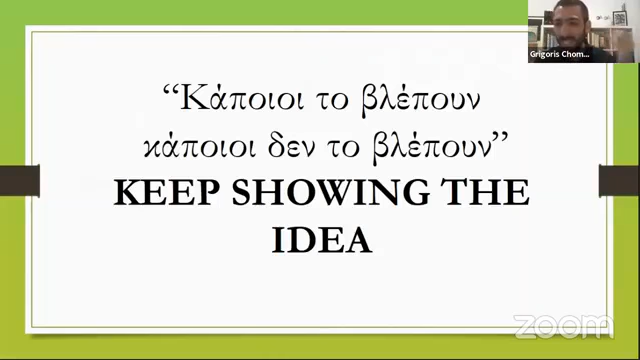 Grigoris Chom...
“Κάποιοι το βλέπουν
κάποιοι δεν το βλέπουν”
KEEP SHOWING THE
IDEA
zoom